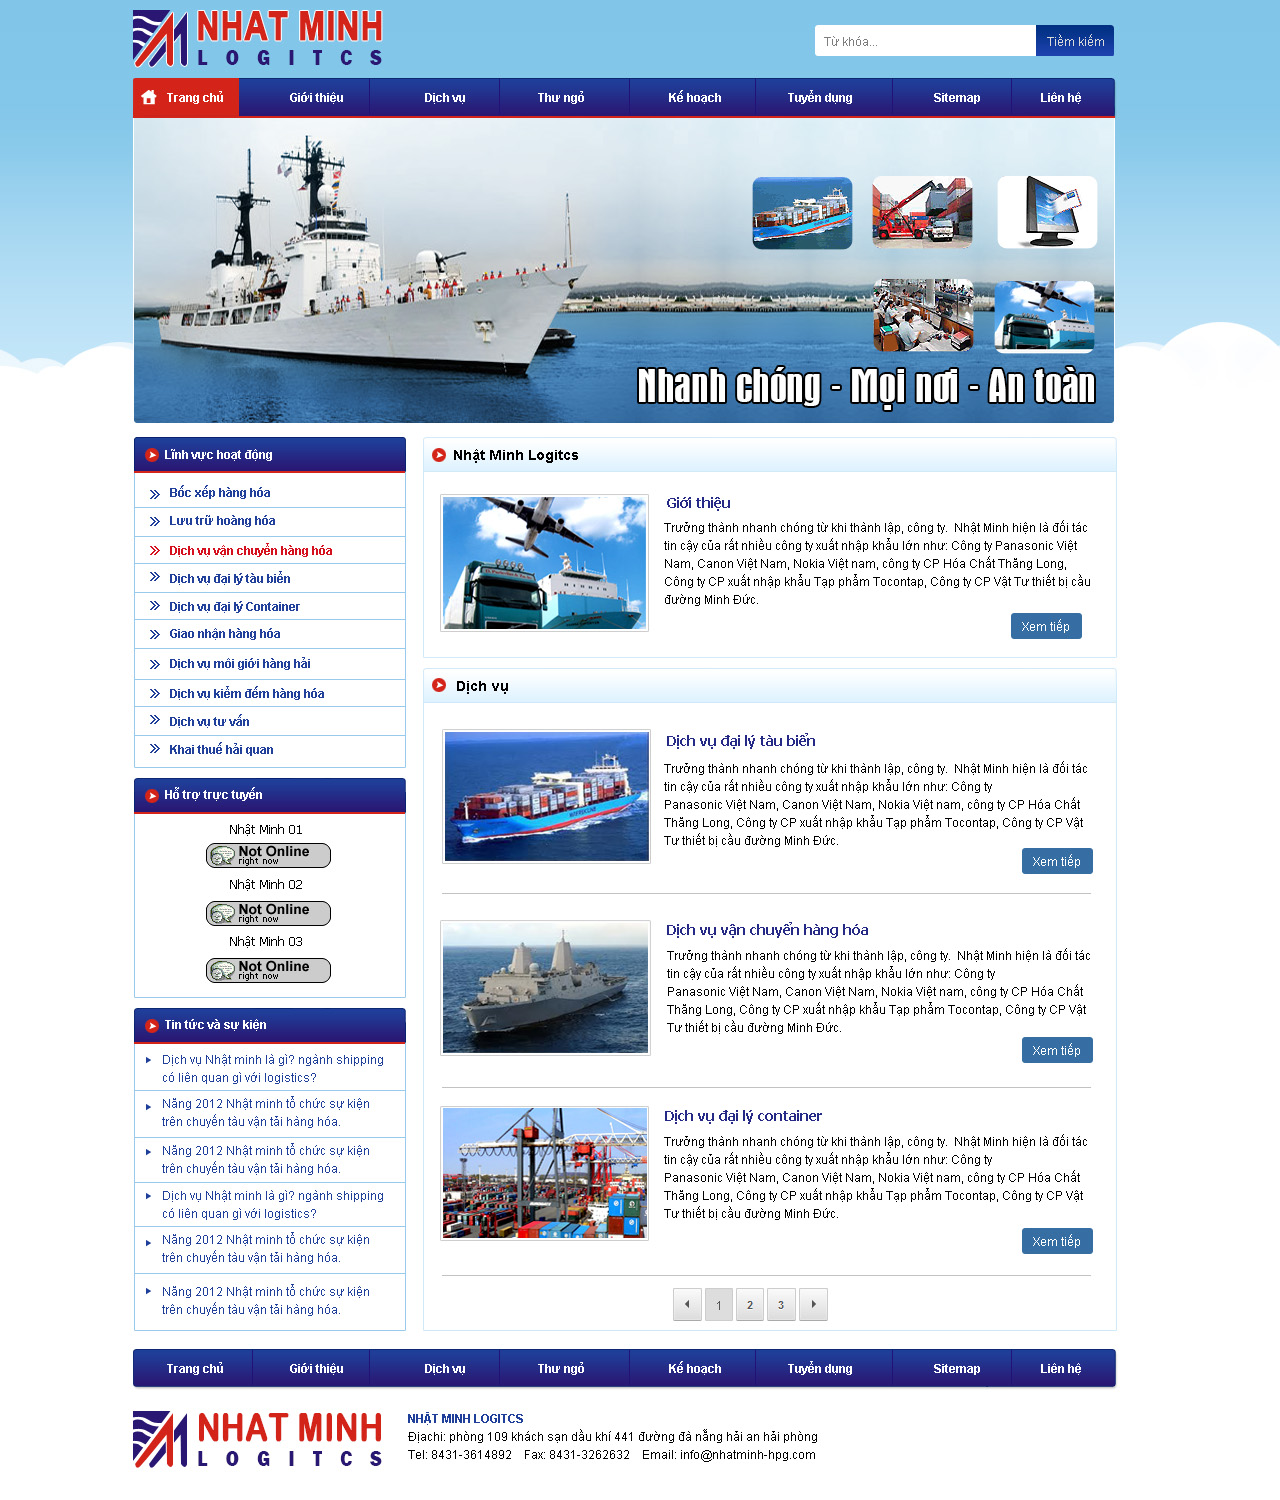 NHAT MINH
LOGITCS
Từ khóa...
Tiềm kiếm
Trang chủ
Giới thiệu
Dịch vụ
Thư ngỏ
Kế hoạch
Tuyển dụng
Sitemap
Liên hệ
Nhanh chóng - Mọi nơi - An toàn
Lĩnh vực hoạt động
Bốc xếp hàng hóa
Lưu trữ hoàng hóa
Dịch vụ vận chuyển hàng hóa
Dịch vụ đại lý tàu biển
Dịch vụ đại lý Container
Giao nhận hàng hóa
Dịch vụ môi giới hàng hải
Dịch vụ kiểm đếm hàng hóa
Dịch vụ tư vấn
Khai thuế hải quan
Hỗ trợ trực tuyến
Nhật Minh 01
Not Online
right now
Nhật Minh 02
Not Online
right now
Nhật Minh 03
Not Online
right now
Tin tức và sự kiện
Dịch vụ Nhật minh là gì? ngành shipping
có liên quan gì với logistics?
Năng 2012 Nhật minh tổ chức sự kiện
trên chuyến tàu vận tải hàng hóa.
Năng 2012 Nhật minh tổ chức sự kiện
trên chuyến tàu vận tải hàng hóa.
Dịch vụ Nhật minh là gì? ngành shipping
có liên quan gì với logistics?
Năng 2012 Nhật minh tổ chức sự kiện
trên chuyến tàu vận tải hàng hóa.
Năng 2012 Nhật minh tổ chức sự kiện
trên chuyến tàu vận tải hàng hóa.
Nhật Minh Logitcs
Giới thiệu
Trưởng thành nhanh chóng từ khi thành lập, công ty.  Nhật Minh hiện là đối tác
tin cậy của rất nhiều công ty xuất nhập khẩu lớn như: Công ty Panasonic Việt
Nam, Canon Việt Nam, Nokia Việt nam, công ty CP Hóa Chất Thăng Long,
Công ty CP xuất nhập khẩu Tạp phẩm Tocontap, Công ty CP Vật Tư thiết bị cầu
đường Minh Đức.
Xem tiếp
Dịch vụ
Dịch vụ đại lý tàu biển
Trưởng thành nhanh chóng từ khi thành lập, công ty.  Nhật Minh hiện là đối tác
tin cậy của rất nhiều công ty xuất nhập khẩu lớn như: Công ty
Panasonic Việt Nam, Canon Việt Nam, Nokia Việt nam, công ty CP Hóa Chất
Thăng Long, Công ty CP xuất nhập khẩu Tạp phẩm Tocontap, Công ty CP Vật
Tư thiết bị cầu đường Minh Đức.
Xem tiếp
Dịch vụ vận chuyển hàng hóa
Trưởng thành nhanh chóng từ khi thành lập, công ty.  Nhật Minh hiện là đối tác
tin cậy của rất nhiều công ty xuất nhập khẩu lớn như: Công ty
Panasonic Việt Nam, Canon Việt Nam, Nokia Việt nam, công ty CP Hóa Chất
Thăng Long, Công ty CP xuất nhập khẩu Tạp phẩm Tocontap, Công ty CP Vật
Tư thiết bị cầu đường Minh Đức.
Xem tiếp
Dịch vụ đại lý container
Trưởng thành nhanh chóng từ khi thành lập, công ty.  Nhật Minh hiện là đối tác
tin cậy của rất nhiều công ty xuất nhập khẩu lớn như: Công ty
Panasonic Việt Nam, Canon Việt Nam, Nokia Việt nam, công ty CP Hóa Chất
Thăng Long, Công ty CP xuất nhập khẩu Tạp phẩm Tocontap, Công ty CP Vật
Tư thiết bị cầu đường Minh Đức.
Xem tiếp
1 2 3
Trang chủ
Giới thiệu
Dịch vụ
Thư ngỏ
Kế hoạch
Tuyển dụng
Sitemap
Liên hệ
NHAT MINH
LOGITCS
NHẬT MINH LOGITCS
Địachi: phòng 109 khách sạn dầu khí 441 đường đà nẵng hải an hải phòng
Tel: 8431-3614892   Fax: 8431-3262632   Email: info@nhatminh-hpg.com